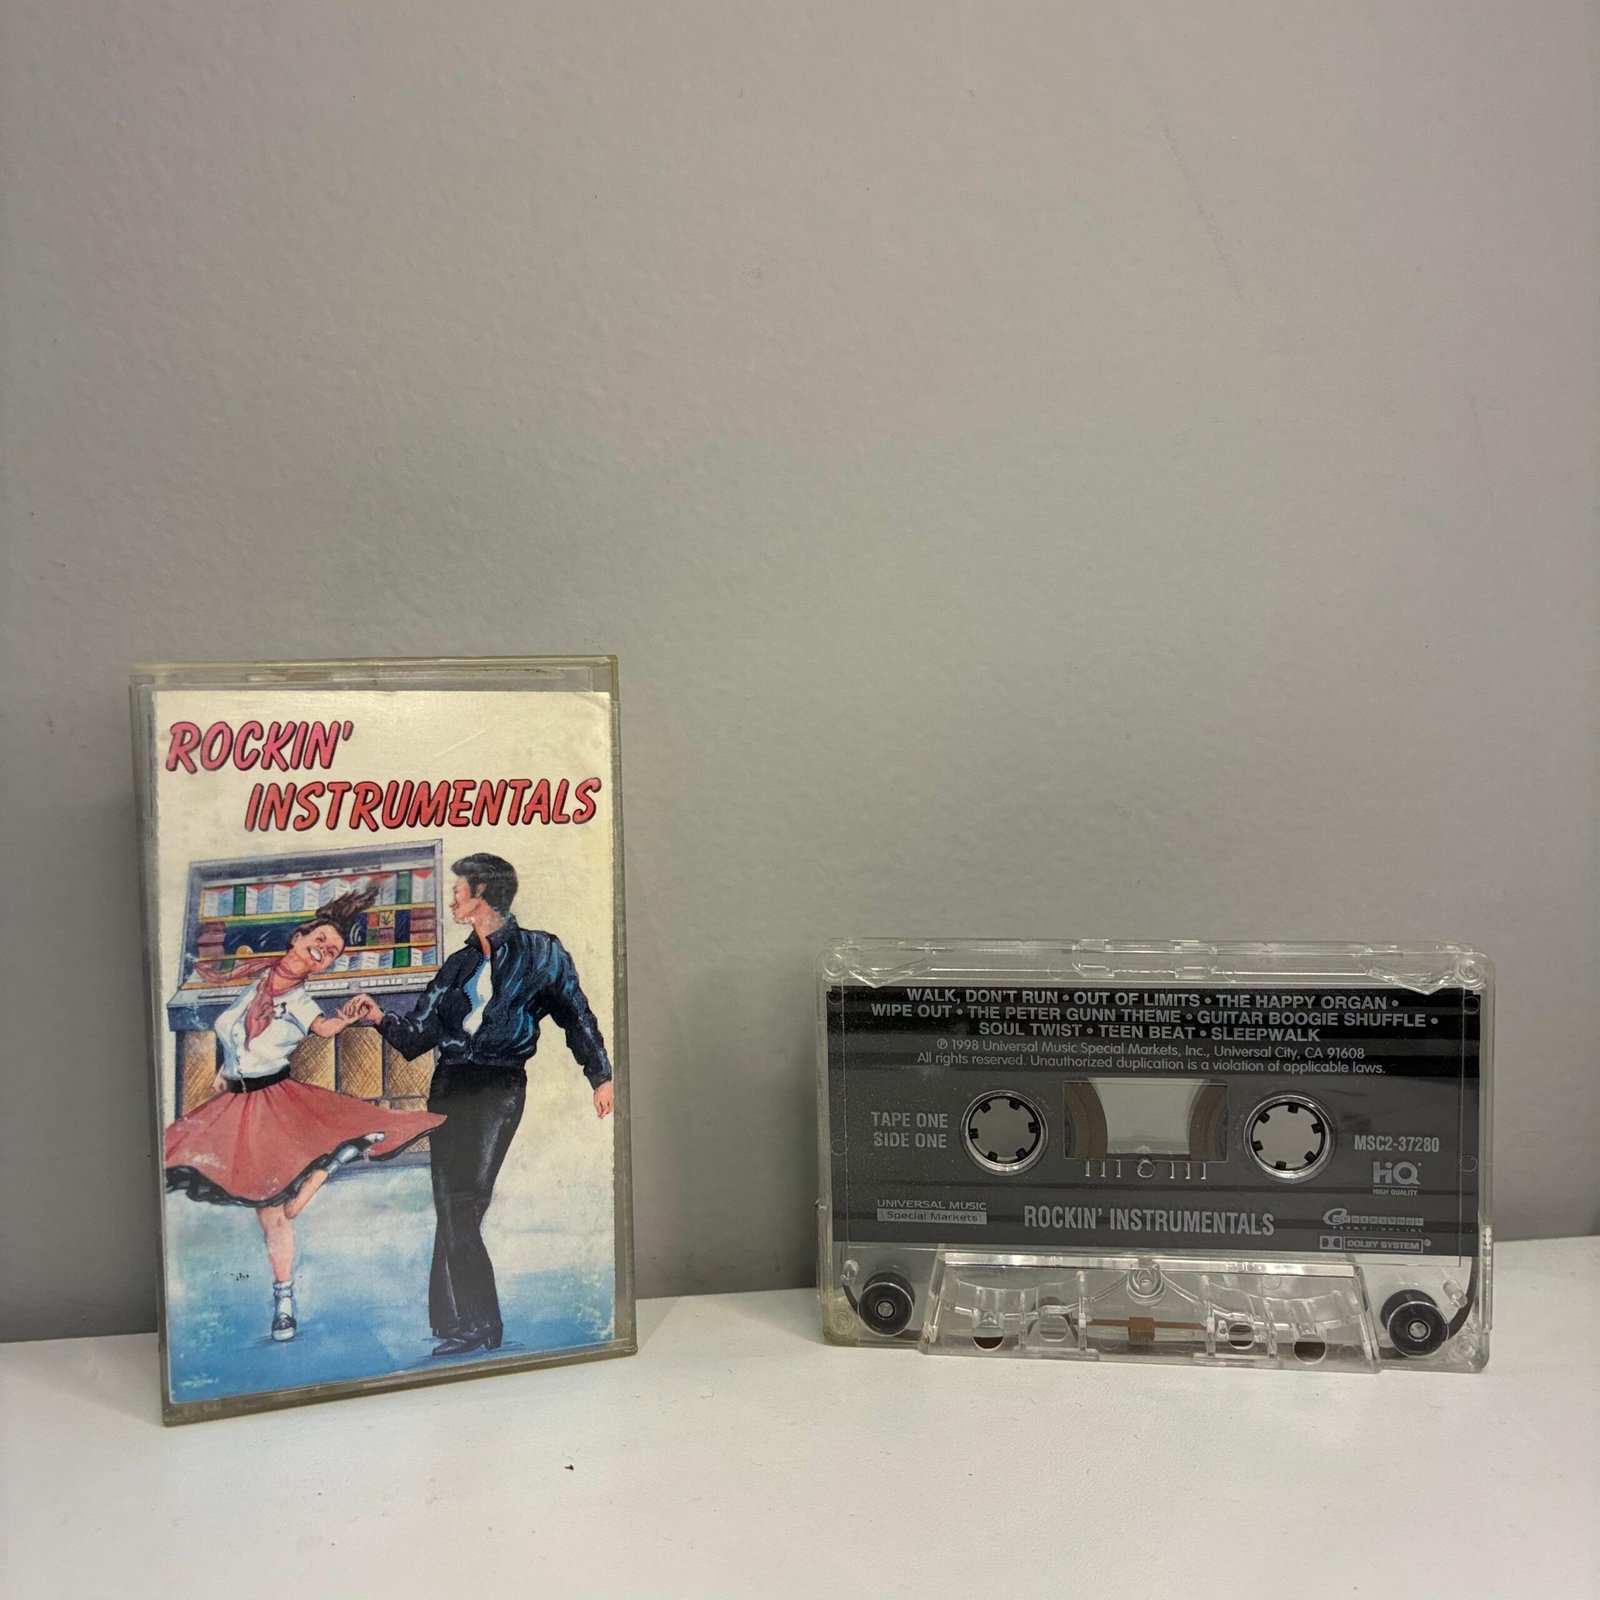 ROCKIN'
INSTRUMENTALS
WALK, DON'T RUN • OUT OF LIMITS • THE HAPPY ORGAN •
WIPE OUT • THE PETER GUNN THEME • GUITAR BOOGIE SHUFFLE •
SOUL TWIST • TEEN BEAT • SLEEPWALK
℗ 1998 Universal Music Special Markets, Inc., Universal City, CA 91608
All rights reserved. Unauthorized duplication is a violation of applicable laws.
TAPE ONE
SIDE ONE
MSC2-37280
HiQ
HIGH QUALITY
UNIVERSAL MUSIC
Special Markets
ROCKIN' INSTRUMENTALS
DOLBY SYSTEM